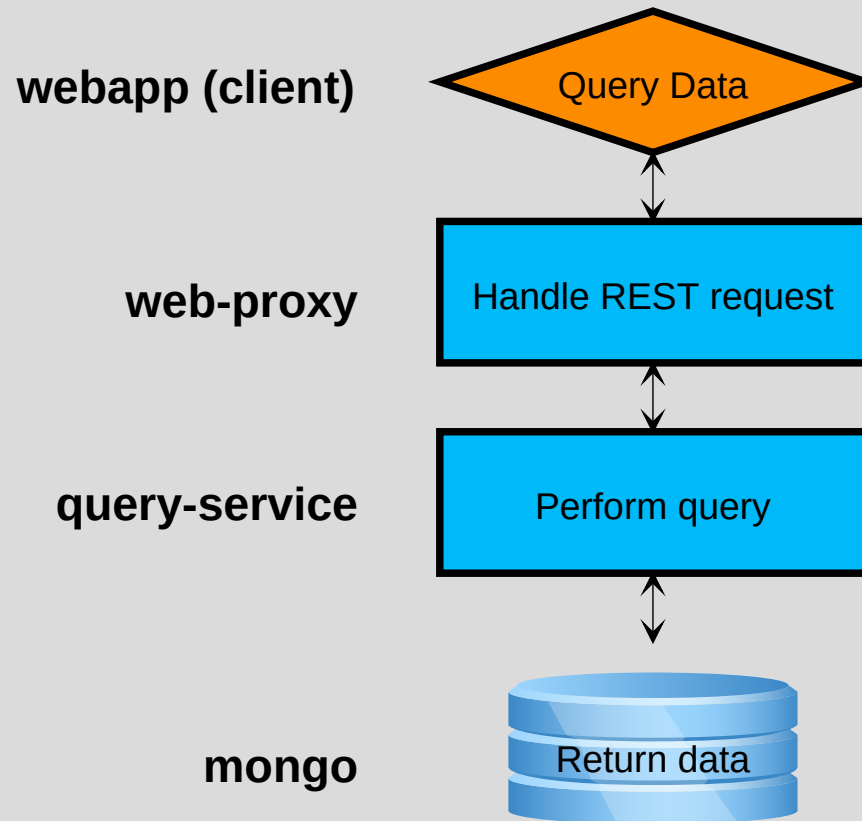 webapp (client)
Query Data
web-proxy
Handle REST request
query-service
Perform query
mongo
Return data